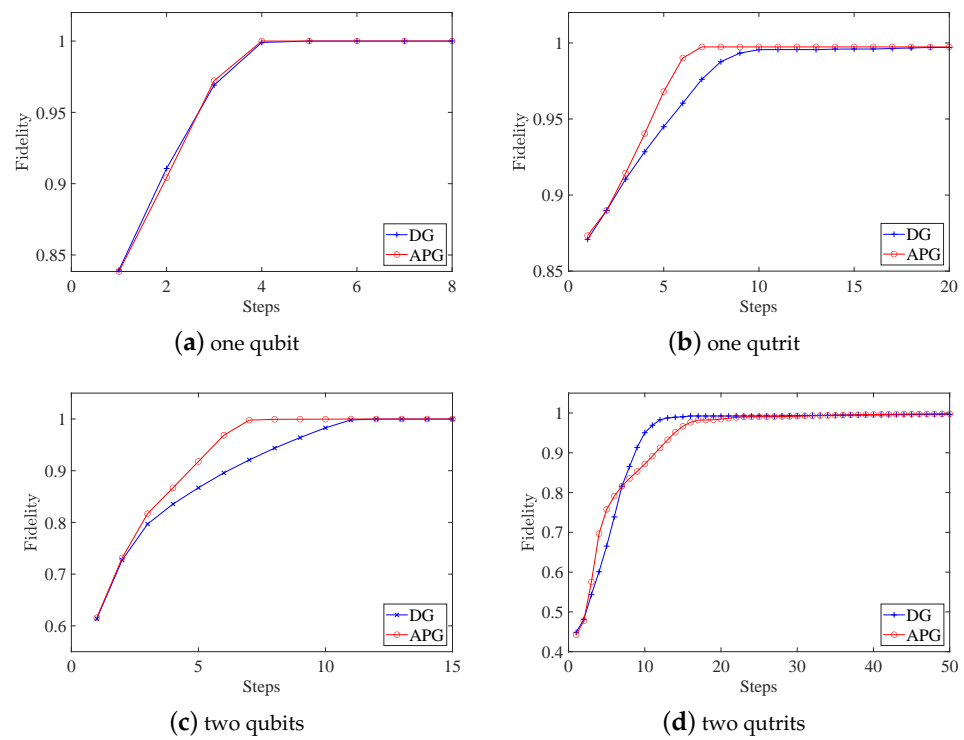 1
0.95
0.9
0.85
Fidelity
DG
APG
0 2 4 6 8
Steps
(a) one qubit
1
0.95
0.9
0.85
Fidelity
DG
APG
0 5 10 15 20
Steps
(b) one qutrit
1
0.9
0.8
0.7
0.6
Fidelity
DG
APG
0 5 10 15
Steps
(c) two qubits
1
0.9
0.8
0.7
0.6
0.5
0.4
Fidelity
DG
APG
0 10 20 30 40 50
Steps
(d) two qutrits